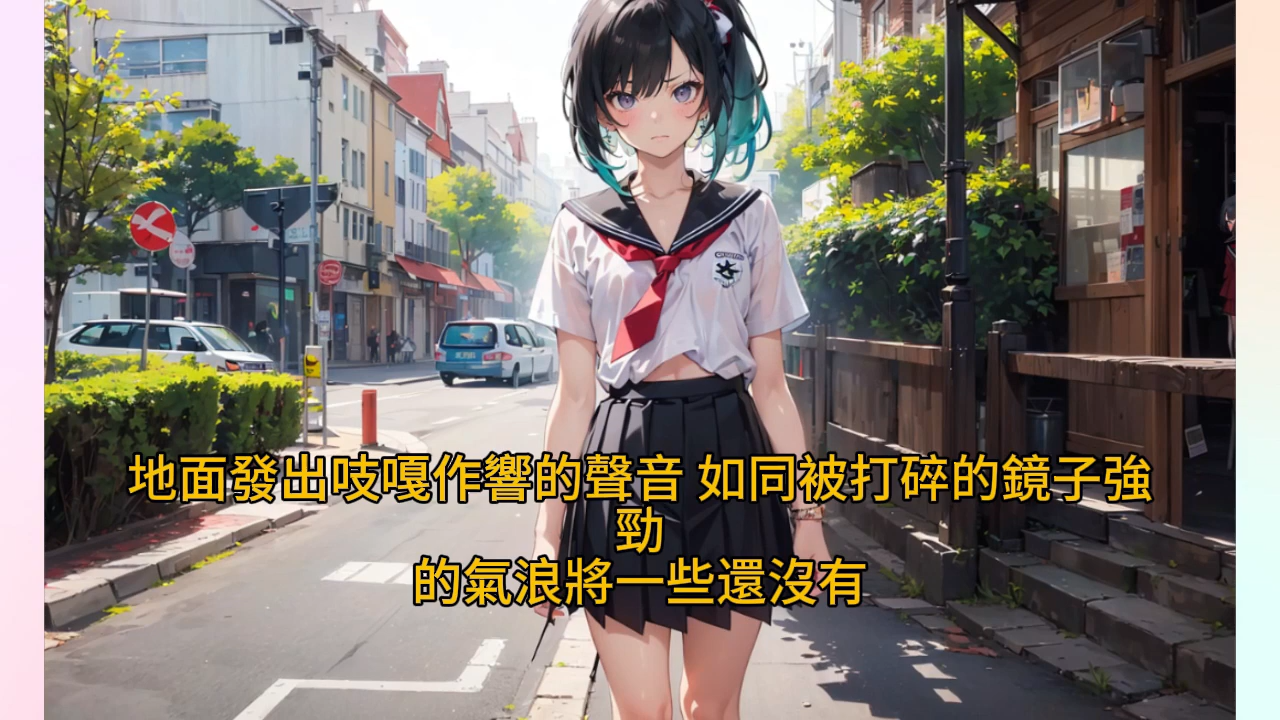 地面發出吱嘎作響的聲音 如同被打碎的鏡子強
勁
的氣浪將一些還沒有